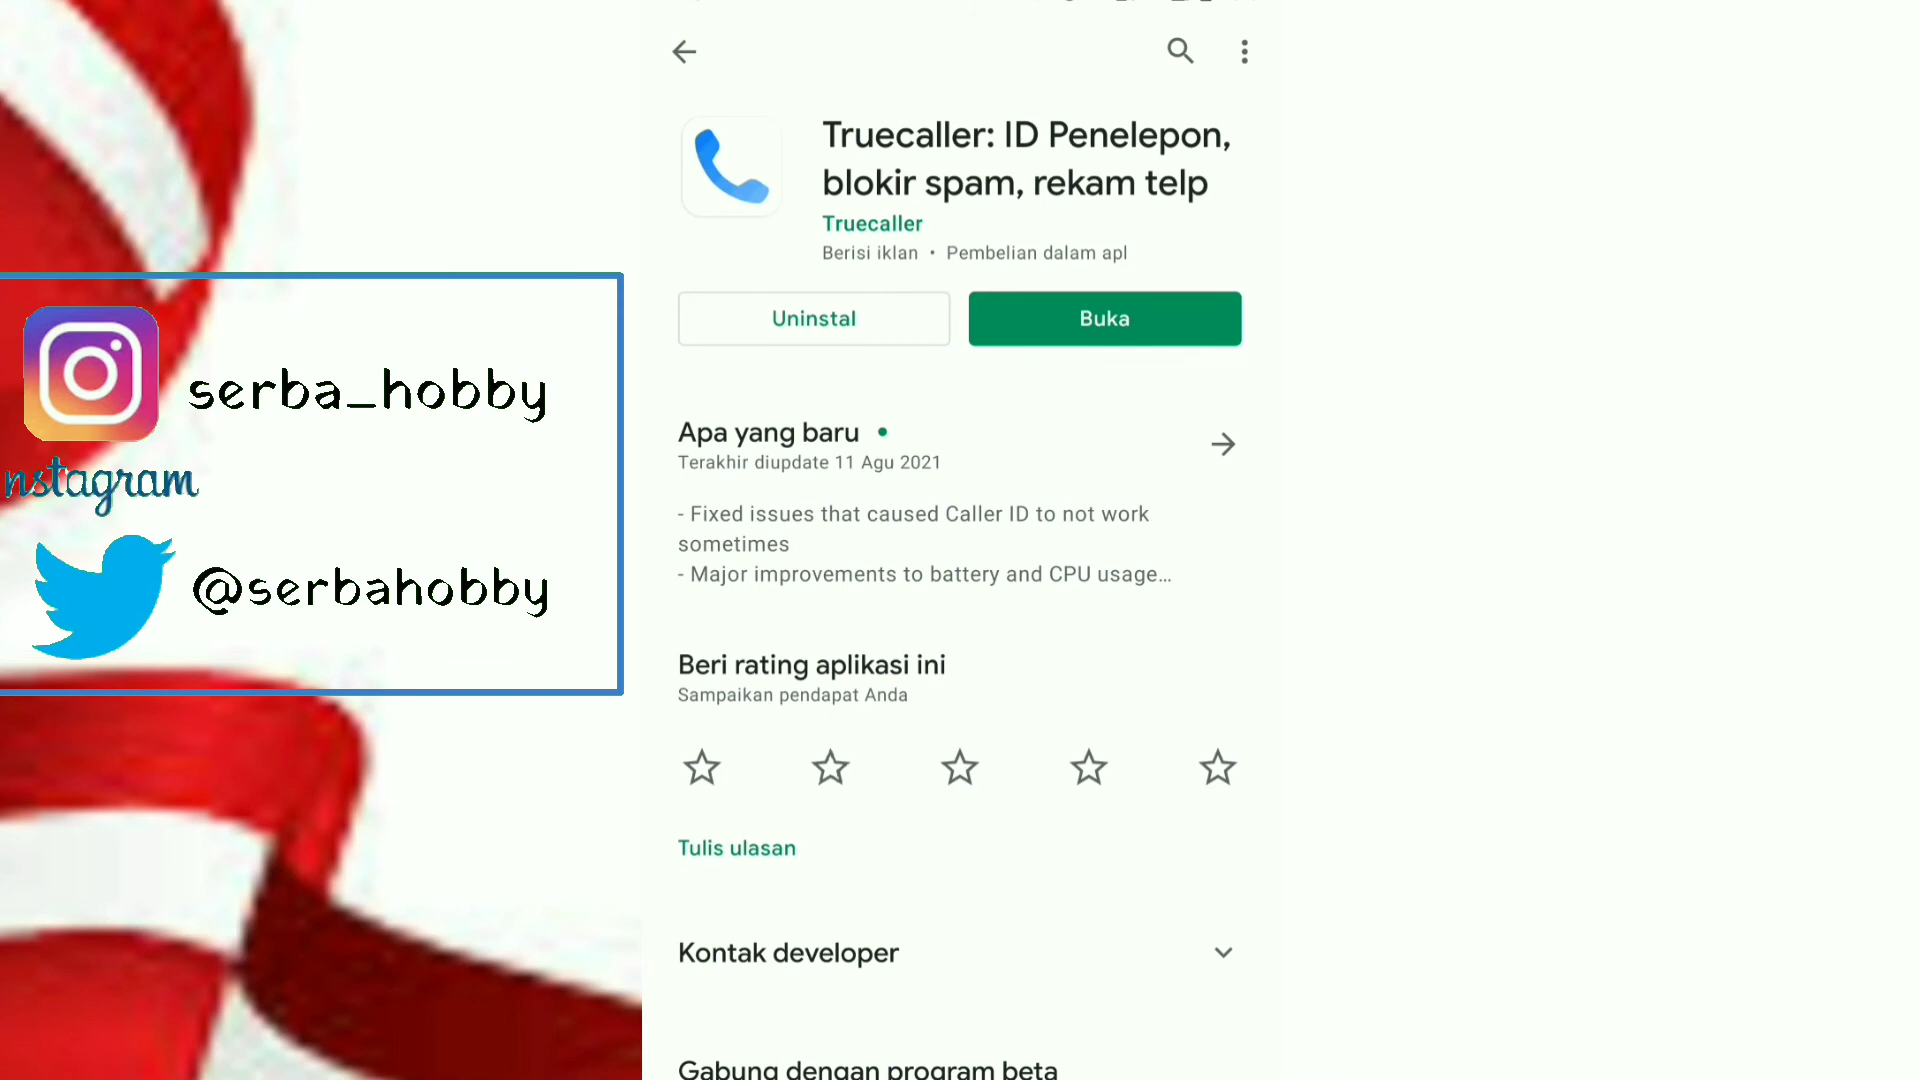 serba_hobby
nstagram
@serbahobby
Truecaller: ID Penelepon,
blokir spam, rekam telp
Truecaller
Berisi iklan • Pembelian dalam apl
Uninstal
Buka
Apa yang baru
Terakhir diupdate 11 Agu 2021
- Fixed issues that caused Caller ID to not work
sometimes
- Major improvements to battery and CPU usage…
Beri rating aplikasi ini
Sampaikan pendapat Anda
Tulis ulasan
Kontak developer
Gabung dengan program beta